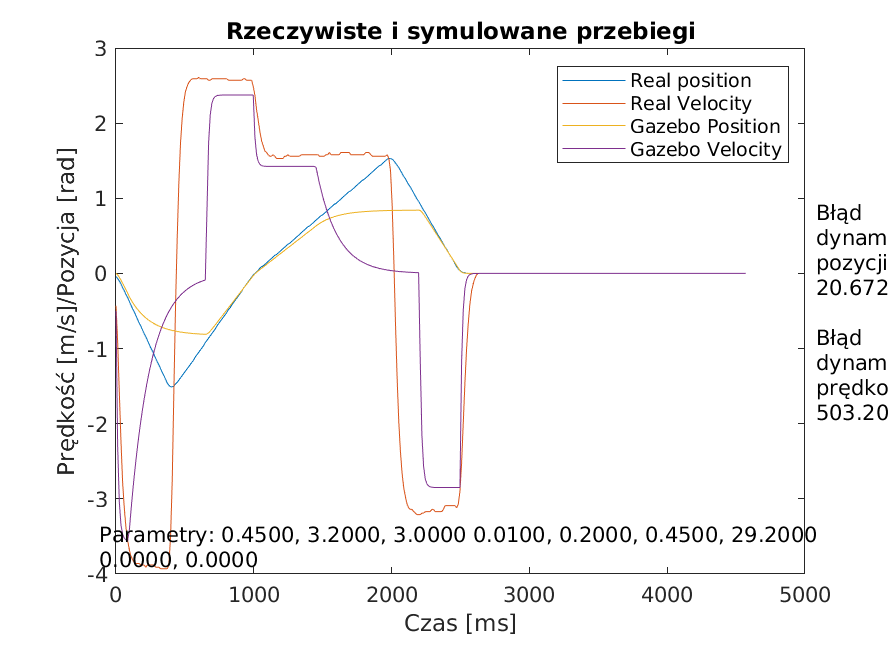 Rzeczywiste i symulowane przebiegi
3
2
1
0
-1
-2
-3
-4
0
1000
2000
3000
4000
5000
Prędkość [m/s]/Pozycja [rad]
Czas [ms]
Real position
Real Velocity
Gazebo Position
Gazebo Velocity
Błąd
dynam
pozycji
20.672
Błąd
dynam
prędko
503.20
Parametry: 0.4500, 3.2000, 3.0000 0.0100, 0.2000, 0.4500, 29.2000
0.0000, 0.0000